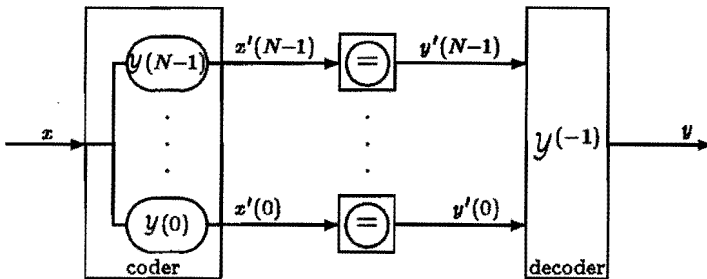 y(N−1) z'(N−1) = y'(N−1)
x y(−1) y
y(0) x'(0) = y'(0)
coder decoder